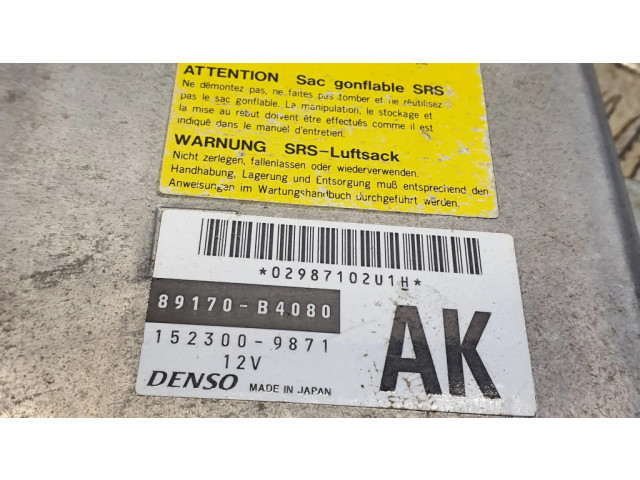 ATTENTION Sac gonflable SRS
Ne démontez pas, ne faites pas tomber et ne réutilisez
pas le sac gonflable. La manipulation, le stockage et
la mise au rebut doivent être effectués comme il est
indiqué dans le manuel d'entretien.
WARNUNG SRS-Luftsack
Nicht zerlegen, fallenlassen oder wiederverwenden.
Handhabung, Lagerung und Entsorgung muß entsprechend den
Anweisungen im Wartungshandbuch durchgeführt werden.
*02987102U1H*
89170-B4080
152300-9871
12V
AK
DENSO MADE IN JAPAN